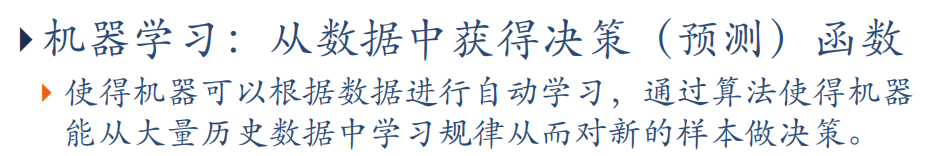 机器学习：从数据中获得决策（预测）函数
使得机器可以根据数据进行自动学习，通过算法使得机器
能从大量历史数据中学习规律从而对新的样本做决策。